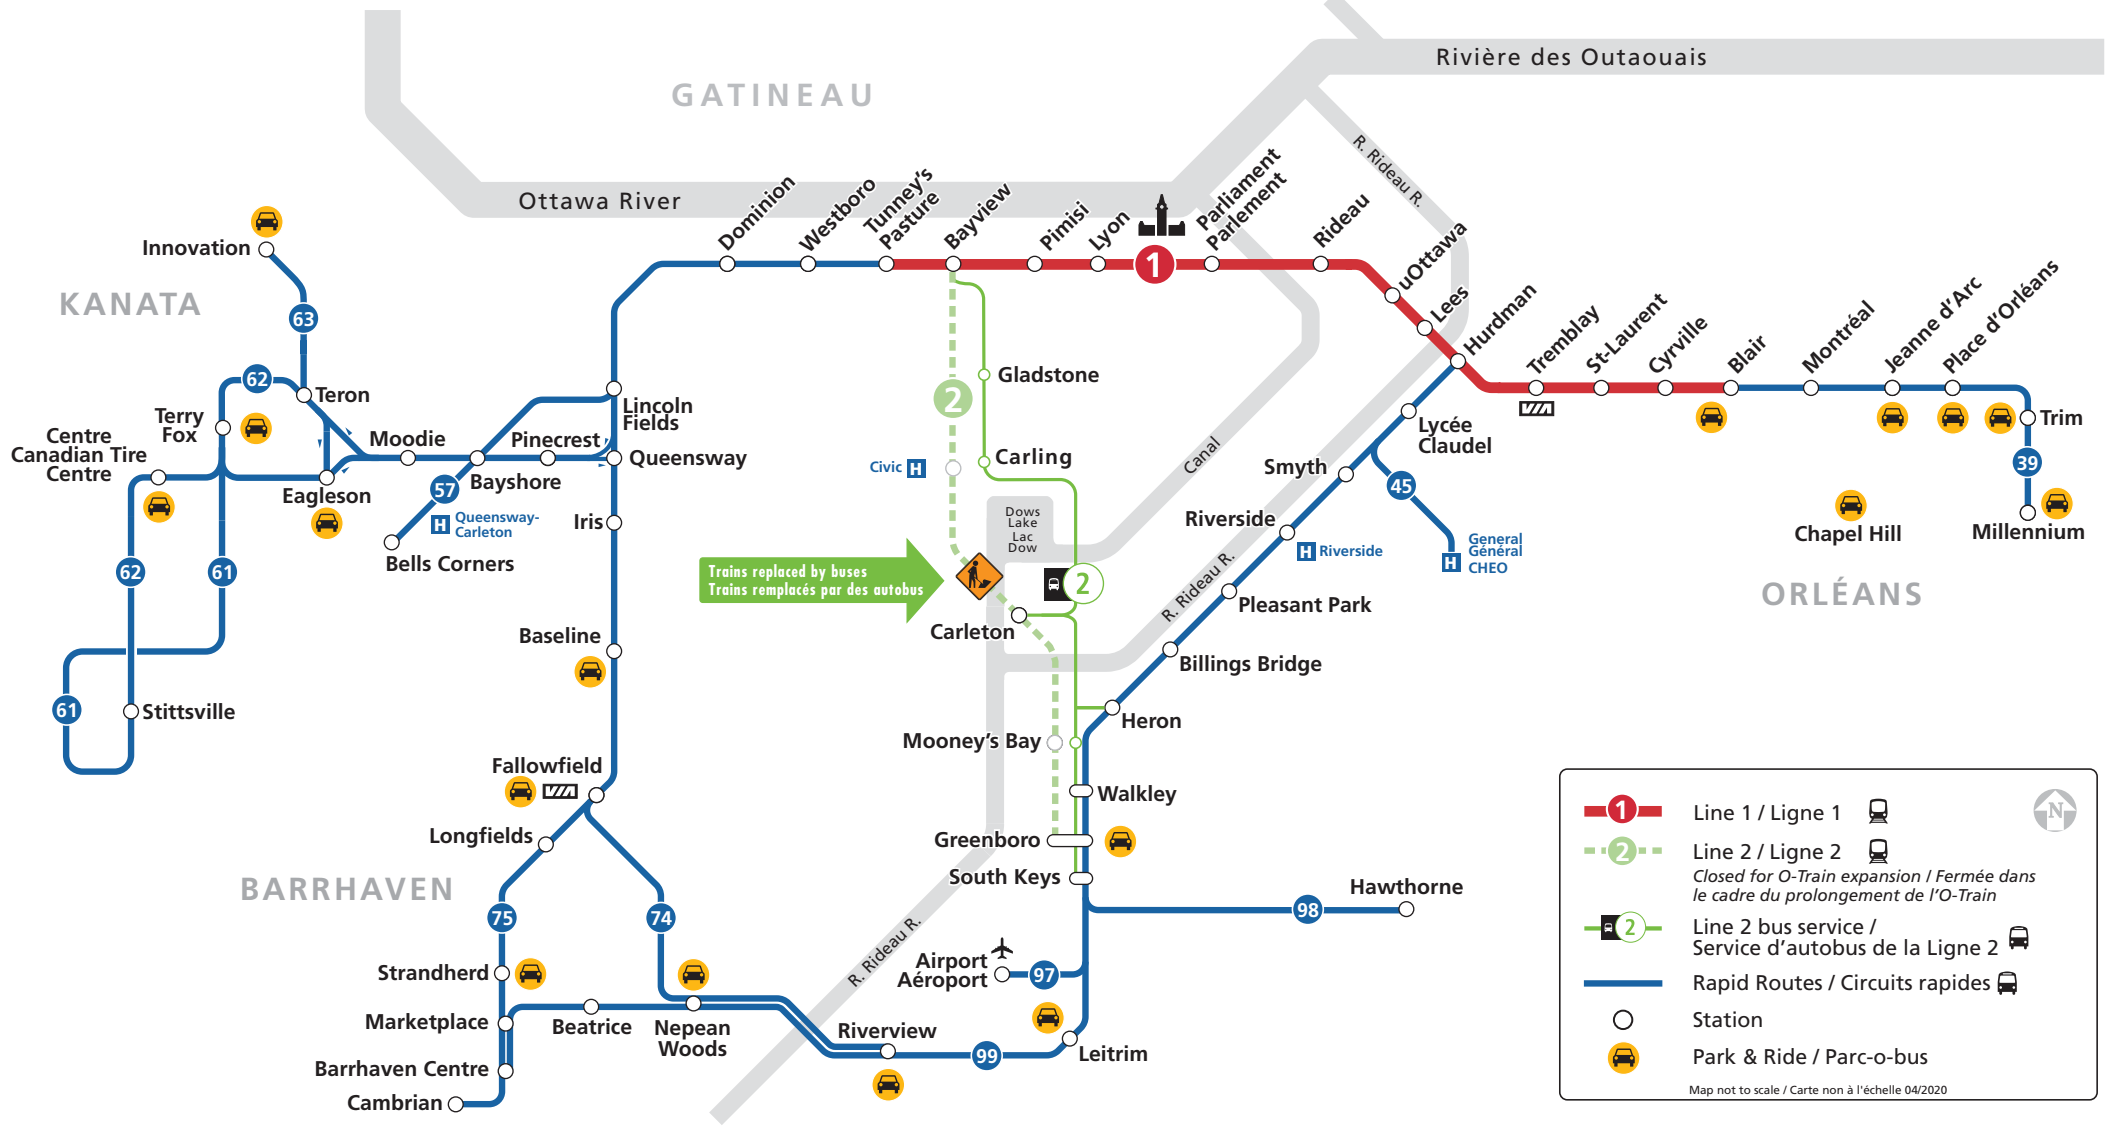 Rivière des Outaouais
GATINEAU
Ottawa River
R. Rideau R.
KANATA
Innovation
63
62
Teron
Terry
Fox
Centre
Canadian Tire
Centre
Eagleson
Moodie
Pinecrest
Bayshore
57
H
Queensway-
Carleton
Bells Corners
62
61
61
Stittsville
Lincoln
Fields
Queensway
Iris
Baseline
Fallowfield
Longfields
BARRHAVEN
75
74
Strandherd
Marketplace
Barrhaven Centre
Cambrian
Beatrice
Nepean
Woods
Riverview
99
Leitrim
Dominion
Westboro
Tunney's
Pasture
Bayview
Pimisi
Lyon
1
Parliament
Parlement
Rideau
uOttawa
Lees
Hurdman
Tremblay
St-Laurent
Cyrville
Blair
Montréal
Jeanne d'Arc
Place d'Orléans
Trim
39
Millennium
Chapel Hill
ORLÉANS
2
Gladstone
Carling
Civic H
Dows
Lake
Lac
Dow
Canal
Trains replaced by buses
Trains remplacés par des autobus
2
Carleton
Lycée
Claudel
Smyth
45
Riverside
H Riverside
General
Général
CHEO
H
R. Rideau R.
Pleasant Park
Billings Bridge
Heron
Mooney's Bay
Walkley
Greenboro
South Keys
Hawthorne
98
Airport
Aéroport
97
R. Rideau R.
N
1 Line 1 / Ligne 1
2 Line 2 / Ligne 2
Closed for O-Train expansion / Fermée dans
le cadre du prolongement de l'O-Train
2 Line 2 bus service /
Service d'autobus de la Ligne 2
Rapid Routes / Circuits rapides
Station
Park & Ride / Parc-o-bus
Map not to scale / Carte non à l'échelle 04/2020